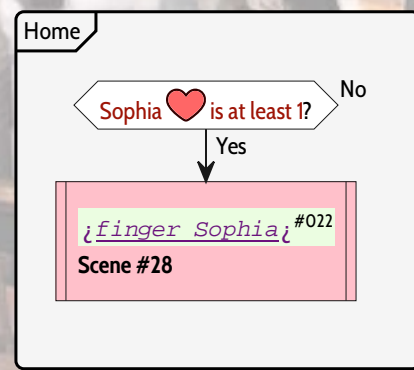 Home
Sophia ❤ is at least 1?
No
Yes
¿finger Sophia¿#022
Scene #28